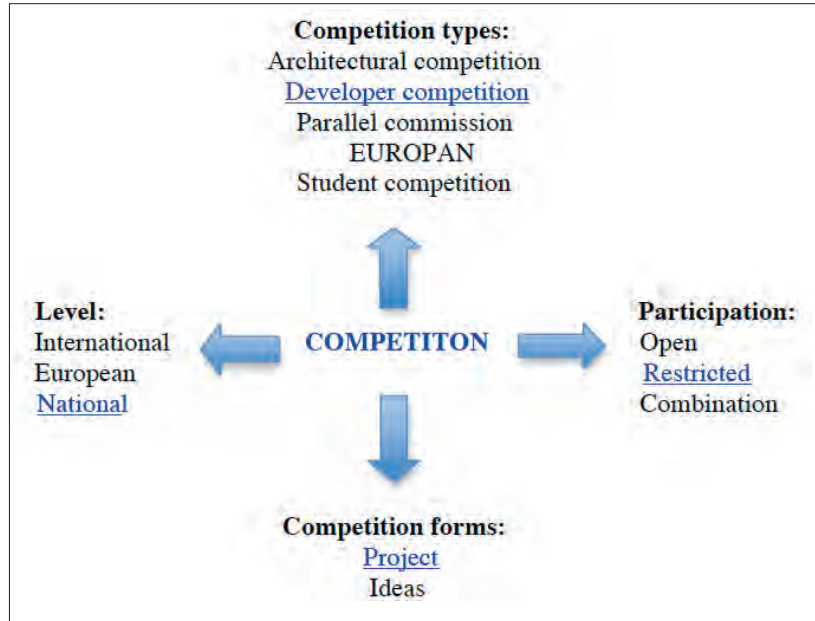 Competition types:
Architectural competition
Developer competition
Parallel commission
EUROPAN
Student competition
Level:
International
European
National
COMPETITON
Participation:
Open
Restricted
Combination
Competition forms:
Project
Ideas